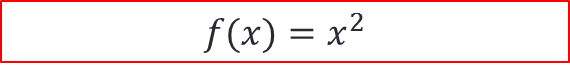 f(x) = x²